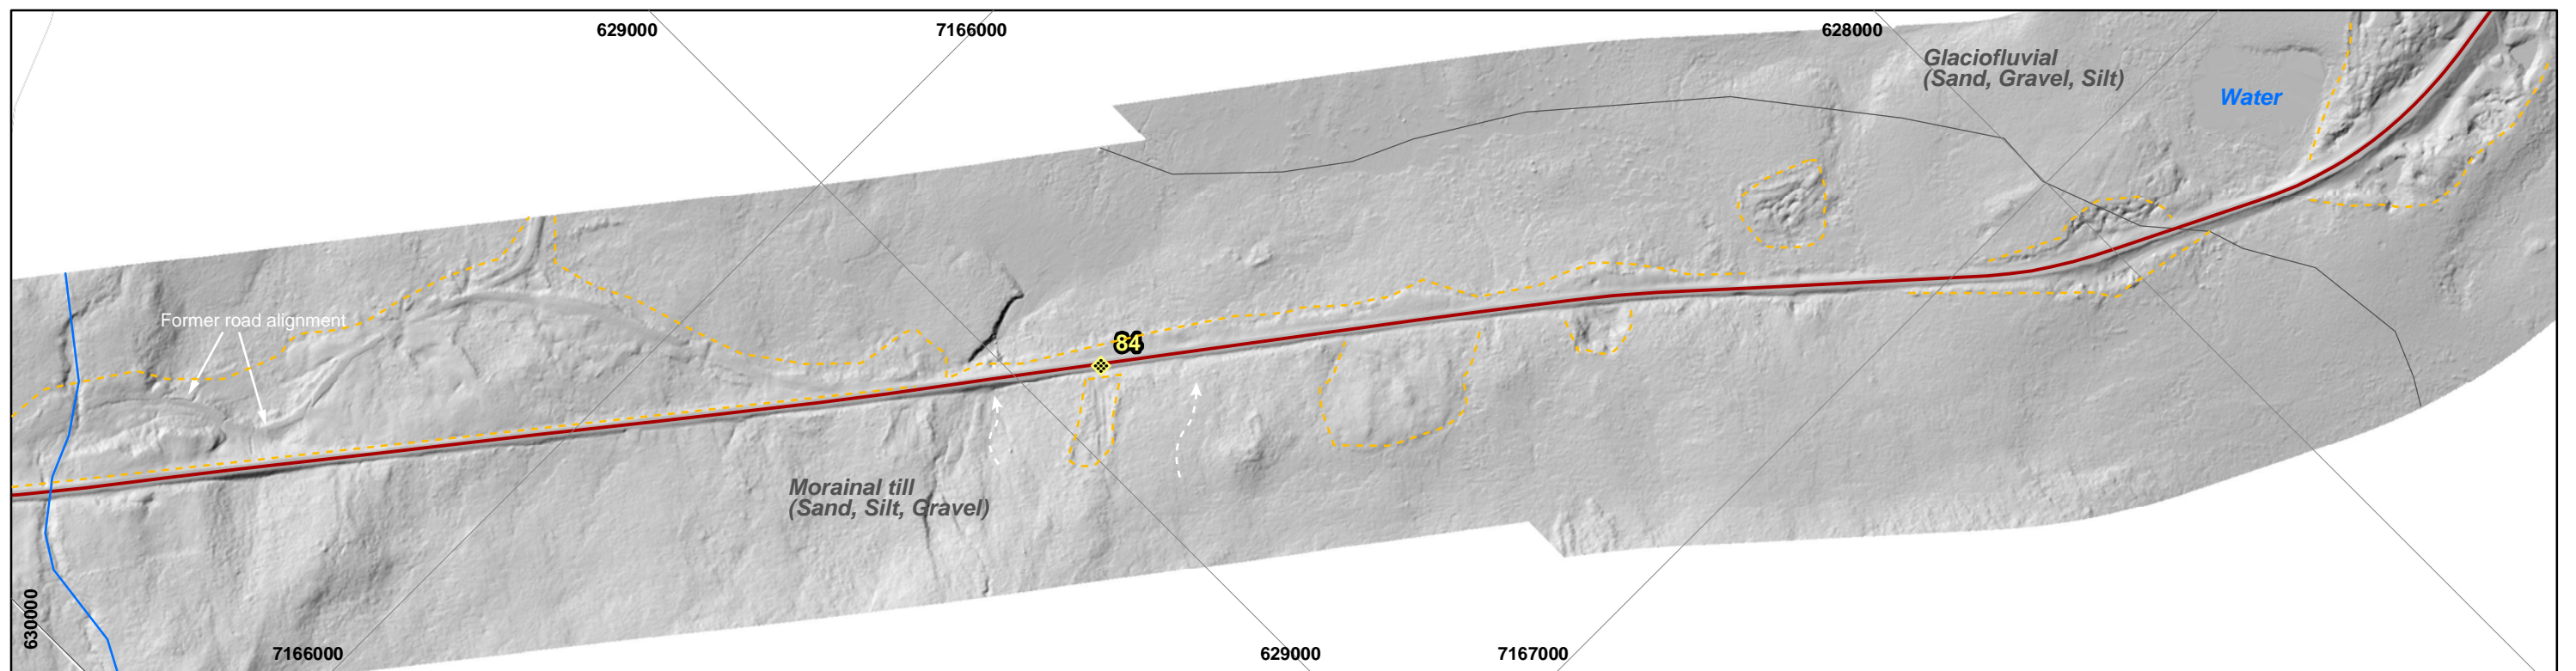 629000
7166000
628000
Glaciofluvial
(Sand, Gravel, Silt)
Water
Former road alignment
84
Morainal till
(Sand, Silt, Gravel)
630000
7166000
629000
7167000